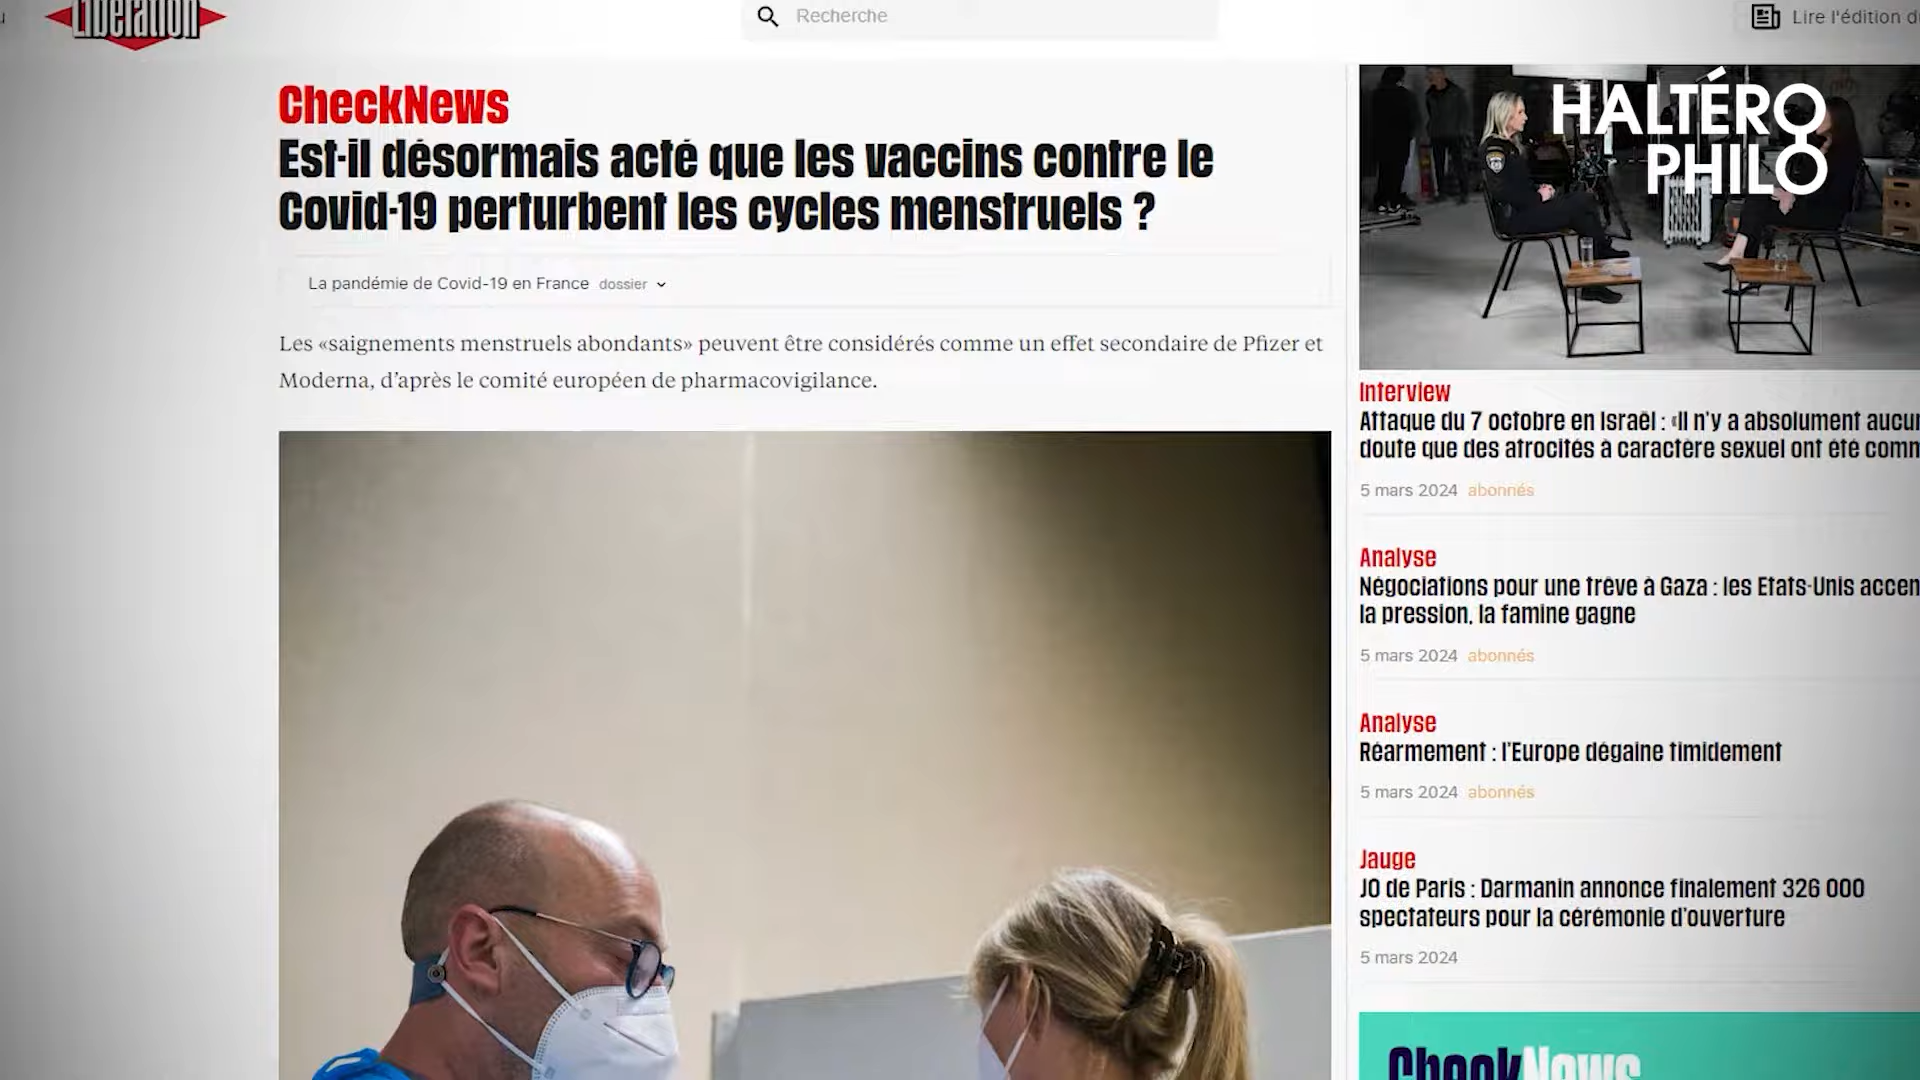 Libération
Recherche
Lire l'édition
HALTÉRO
PHILO
CheckNews
Est-il désormais acté que les vaccins contre le
Covid-19 perturbent les cycles menstruels ?
La pandémie de Covid-19 en France dossier
Les «saignements menstruels abondants» peuvent être considérés comme un effet secondaire de Pfizer et
Moderna, d’après le comité européen de pharmacovigilance.
Interview
Attaque du 7 octobre en Israël : «Il n’y a absolument
doute que des atrocités à caractère sexuel ont été
5 mars 2024 abonnés
Analyse
Négociations pour une trêve à Gaza : les Etats-Unis
la pression, la famine gagne
5 mars 2024 abonnés
Analyse
Réarmement : l’Europe dégaine timidement
5 mars 2024 abonnés
Jauge
JO de Paris : Darmanin annonce finalement 326 000
spectateurs pour la cérémonie d’ouverture
5 mars 2024
CheckNews